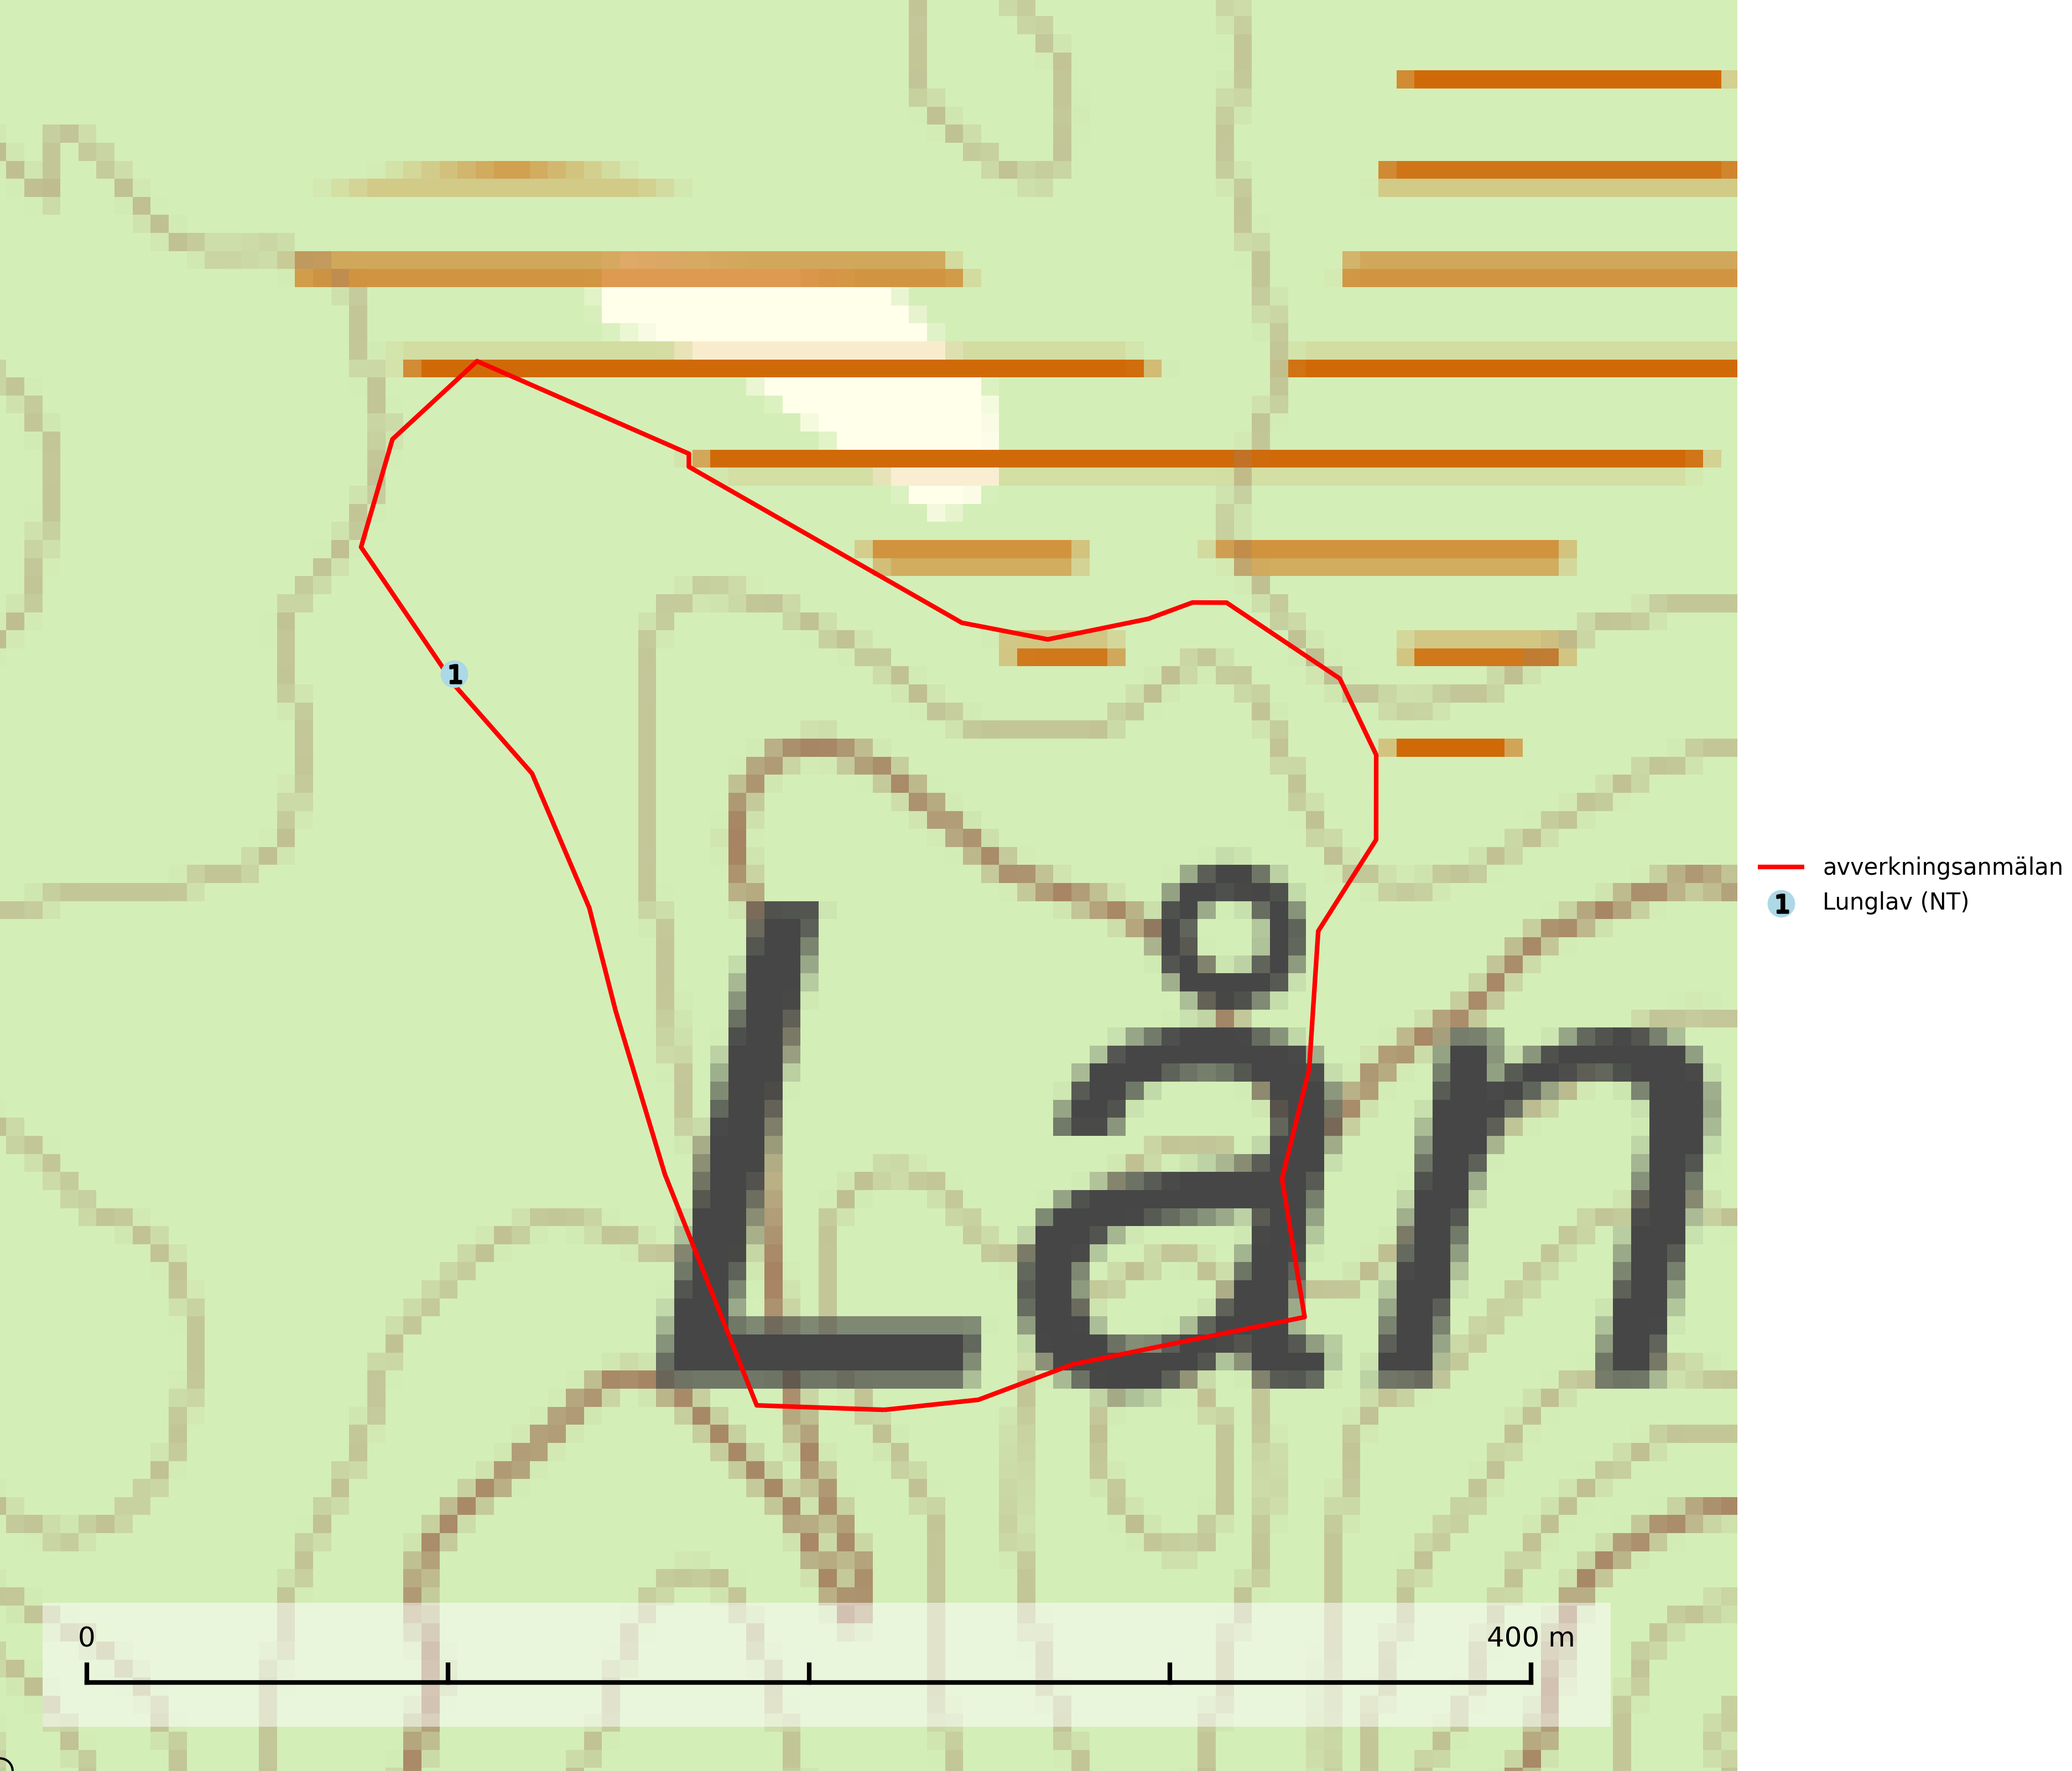 1
Lån
0 400 m
avverkningsanmälan
1 Lunglav (NT)